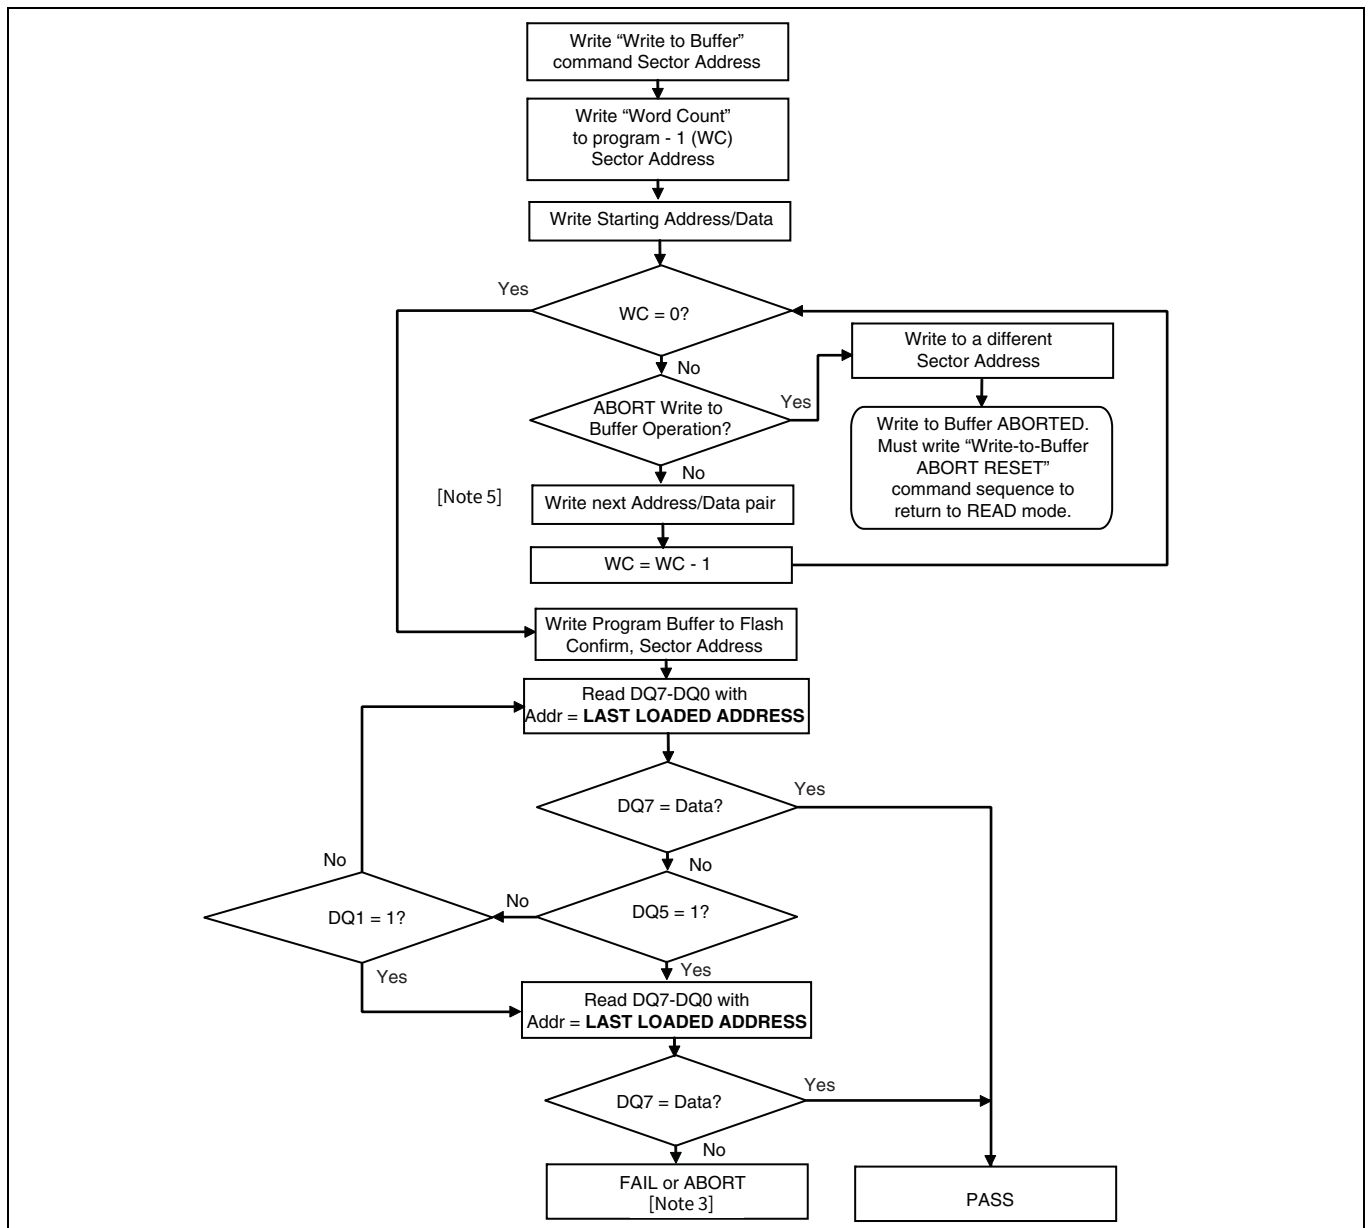 Write “Write to Buffer”
command Sector Address
Write “Word Count”
to program - 1 (WC)
Sector Address
Write Starting Address/Data
Yes
WC = 0?
Write to a different
Sector Address
No
ABORT Write to
Buffer Operation?
Yes
Write to Buffer ABORTED.
Must write “Write-to-Buffer
ABORT RESET”
command sequence to
return to READ mode.
No
[Note 5]
Write next Address/Data pair
WC = WC - 1
Write Program Buffer to Flash
Confirm, Sector Address
Read DQ7-DQ0 with
Addr = LAST LOADED ADDRESS
DQ7 = Data?
Yes
No
No
DQ1 = 1?
No
DQ5 = 1?
Yes
Yes
Read DQ7-DQ0 with
Addr = LAST LOADED ADDRESS
DQ7 = Data?
Yes
No
FAIL or ABORT
[Note 3]
PASS